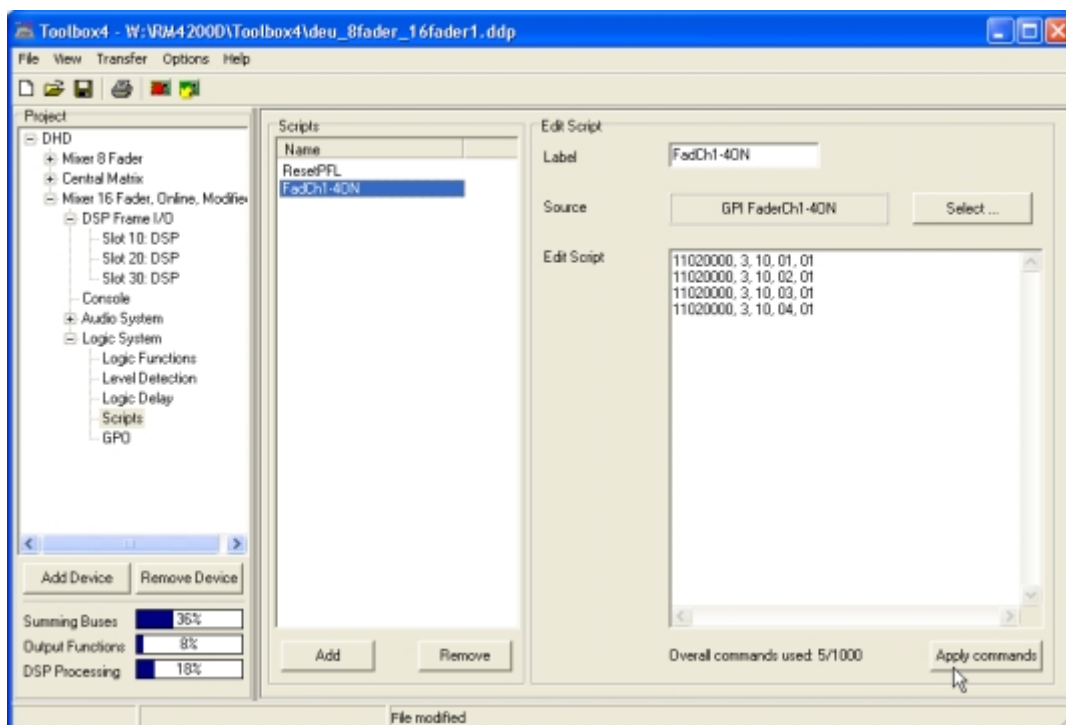 Toolbox4 - W:\RM4200D\Toolbox4\deu_8fader_16fader1.ddp
File View Transfer Options Help
Project
DHD
Mixer 8 Fader
Central Matrix
Mixer 16 Fader, Online, Modifie
DSP Frame I/O
Slot 10: DSP
Slot 20: DSP
Slot 30: DSP
Console
Audio System
Logic System
Logic Functions
Level Detection
Logic Delay
Scripts
GPO
Add Device Remove Device
Summing Buses 36%
Output Functions 8%
DSP Processing 18%
Scripts
Name
ResetPFL
FadCh1-4ON
Add Remove
Edit Script
Label FadCh1-4ON
Source GPI FaderCh1-4ON Select ...
Edit Script
11020000, 3, 10, 01, 01
11020000, 3, 10, 02, 01
11020000, 3, 10, 03, 01
11020000, 3, 10, 04, 01
Overall commands used: 5/1000 Apply commands
File modified